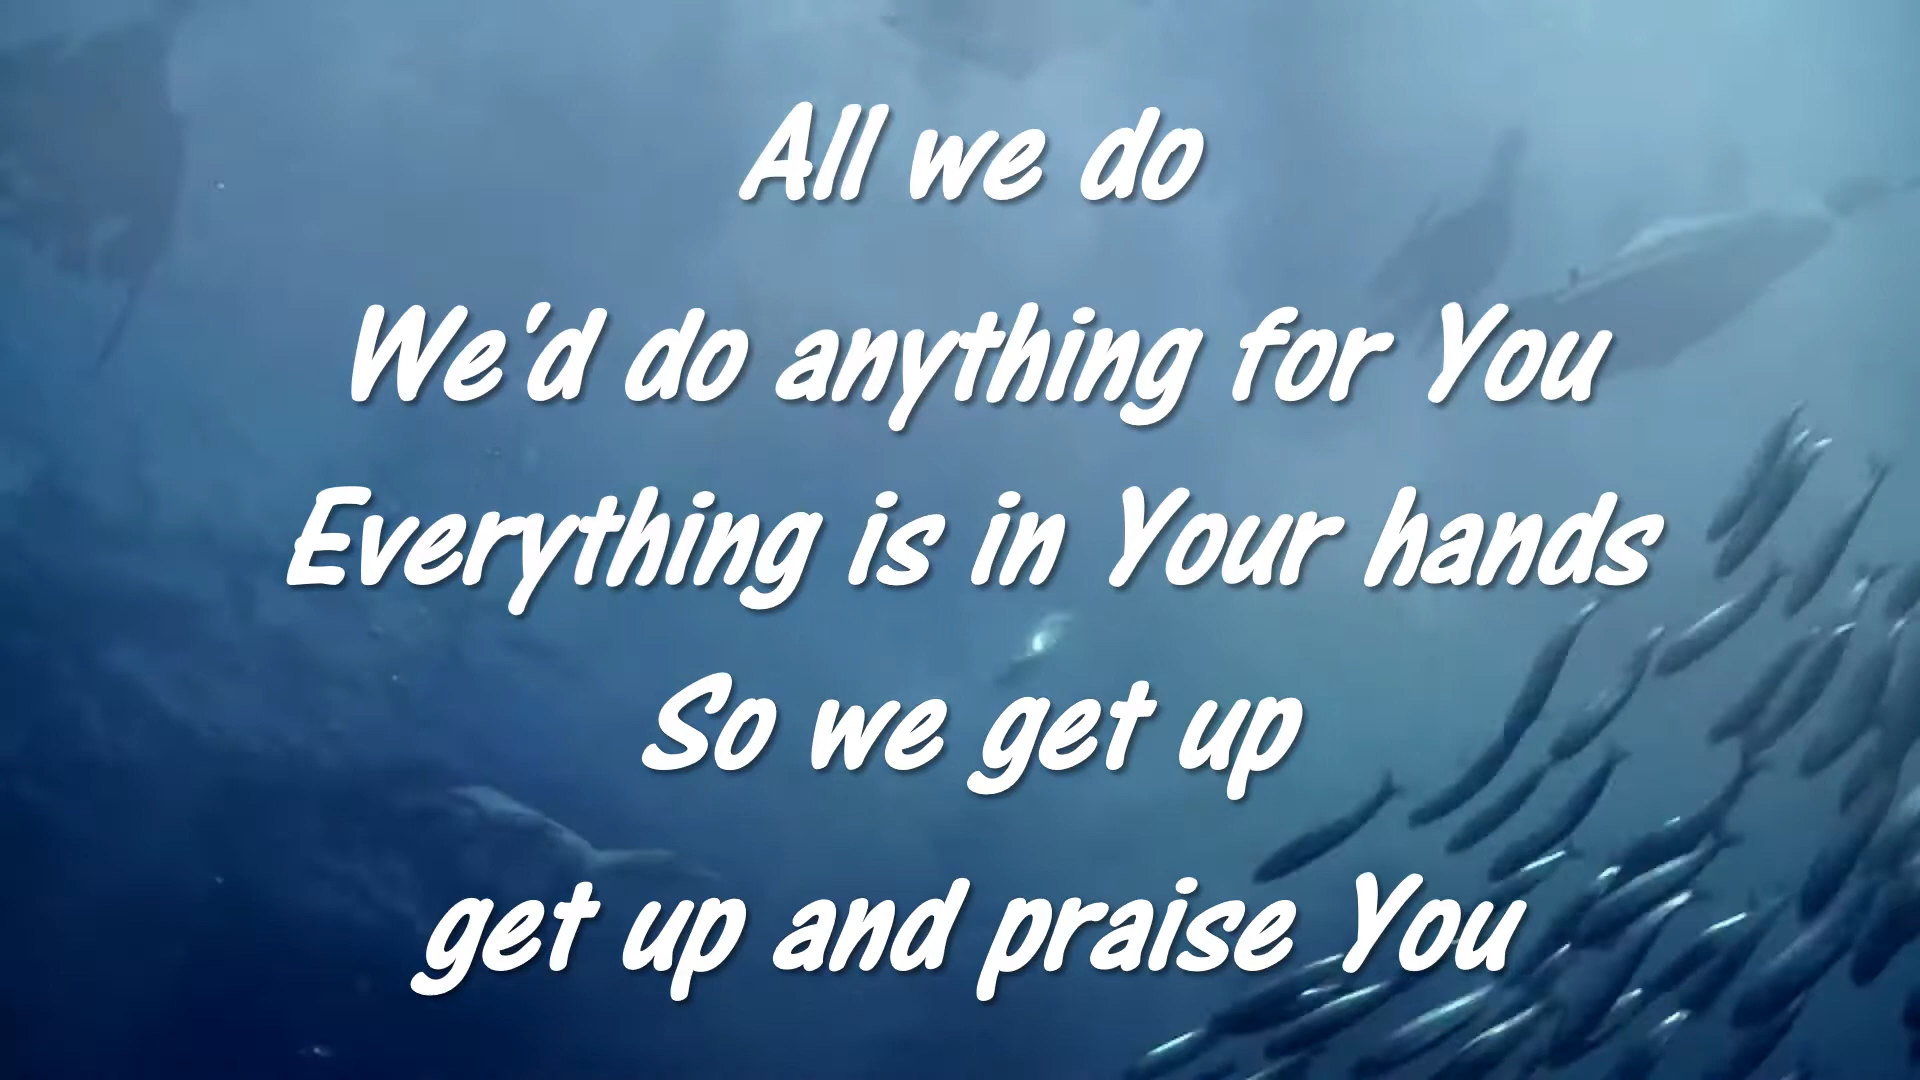 All we do
We'd do anything for You
Everything is in Your hands
So we get up
get up and praise You